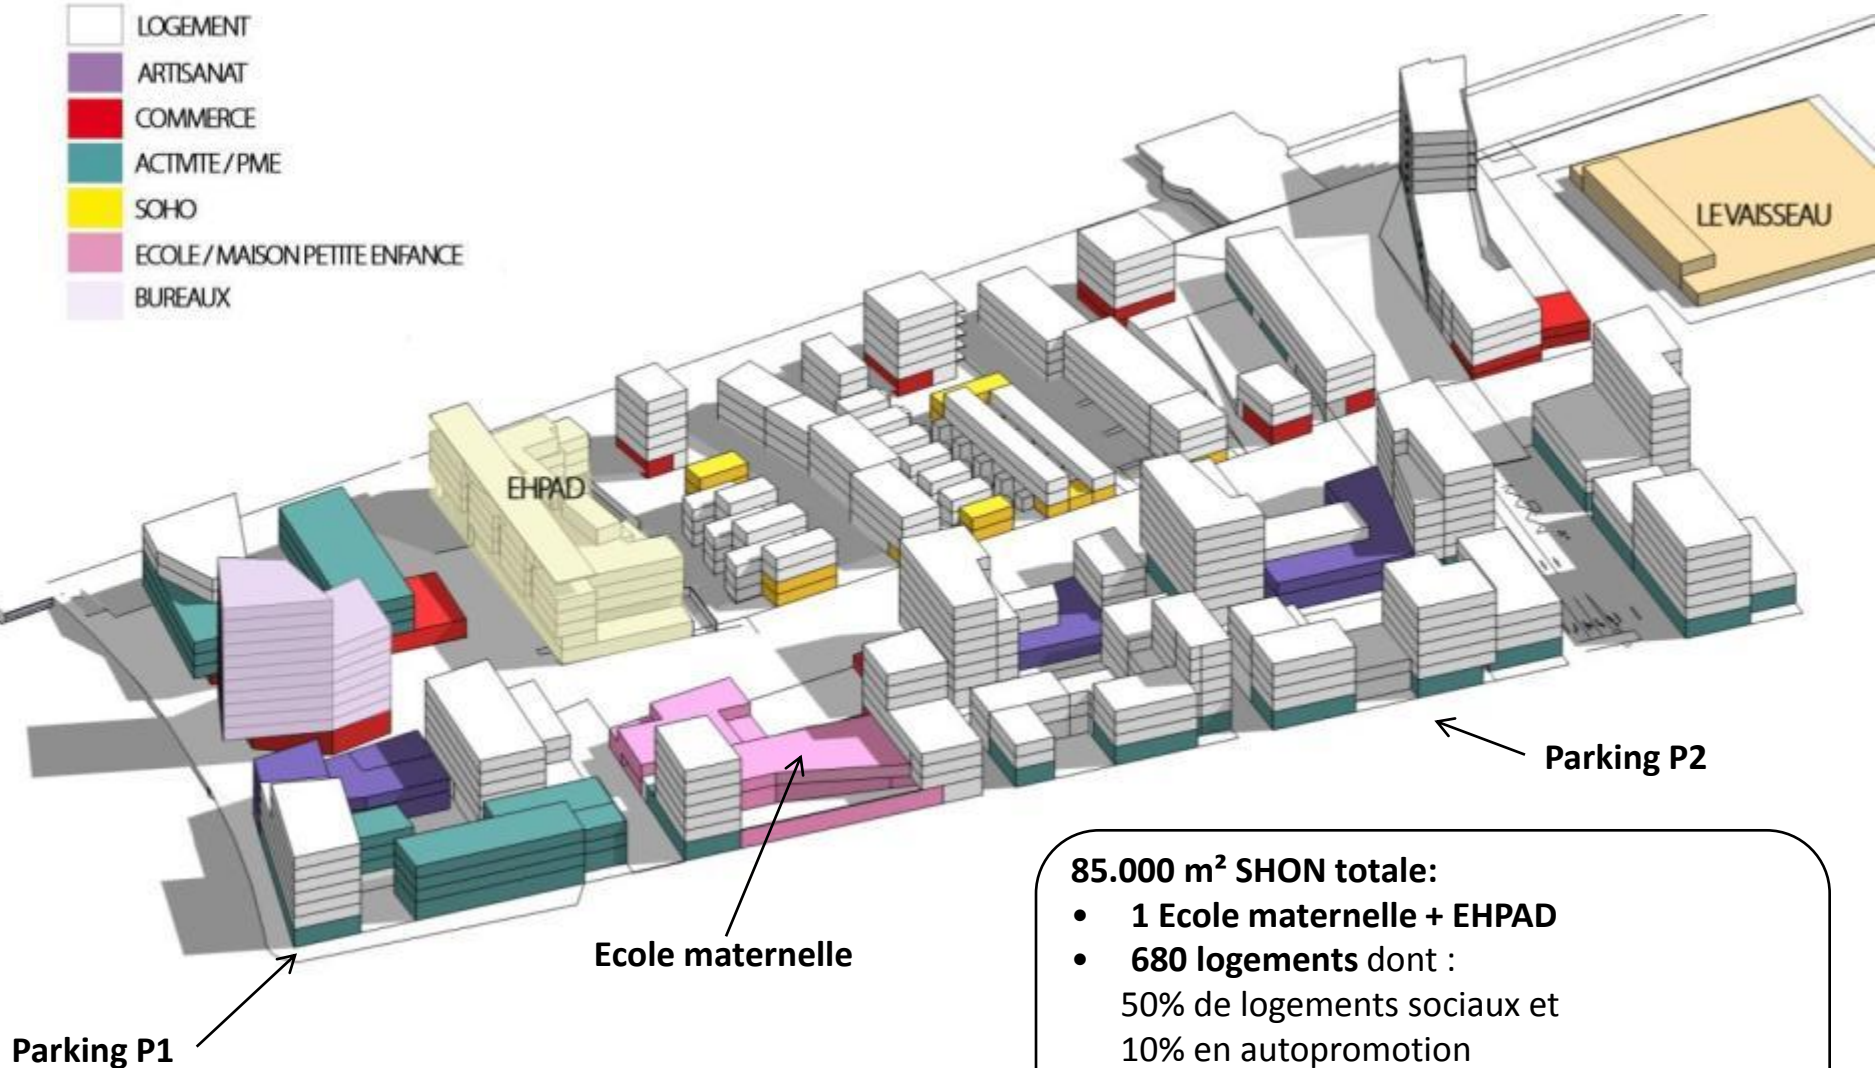 LOGEMENT
ARTISANAT
COMMERCE
ACTIVITE / PME
SOHO
ECOLE / MAISON PETITE ENFANCE
BUREAUX
LE VAISSEAU
EHPAD
Parking P2
Ecole maternelle
Parking P1
85.000 m² SHON totale:
• 1 Ecole maternelle + EHPAD
• 680 logements dont :
50% de logements sociaux et
10% en autopromotion